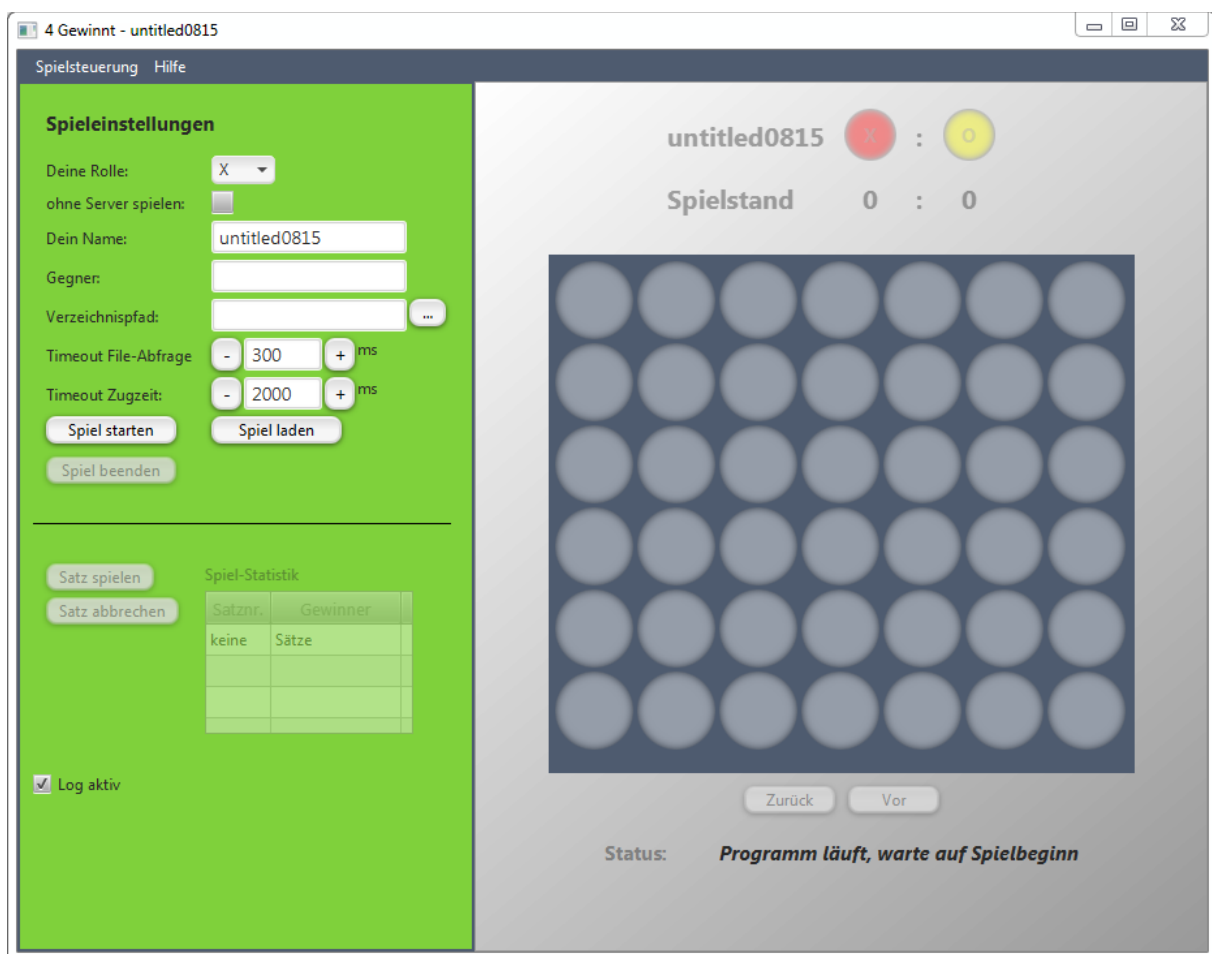 4 Gewinnt - untitled0815
Spielsteuerung Hilfe
Spieleinstellungen
Deine Rolle: X
ohne Server spielen:
Dein Name: untitled0815
Gegner:
Verzeichnispfad: ...
Timeout File-Abfrage - 300 + ms
Timeout Zugzeit: - 2000 + ms
Spiel starten Spiel laden
Spiel beenden
Satz spielen Spiel-Statistik
Satz abbrechen Satznr. Gewinner
keine Sätze
Log aktiv
untitled0815 X : O
Spielstand 0 : 0
Zurück Vor
Status: Programm läuft, warte auf Spielbeginn